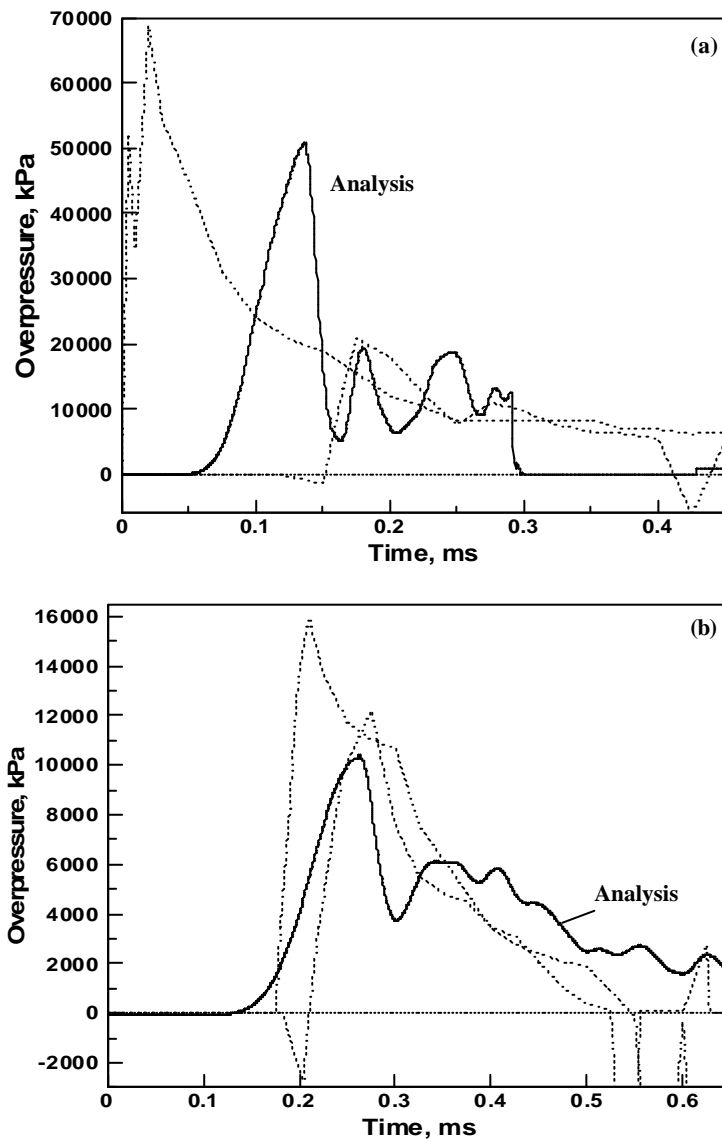 70000
(a)
60000
50000
Analysis
40000
30000
20000
10000
0
Overpressure, kPa
0 0.1 0.2 0.3 0.4
Time, ms
16000
(b)
14000
12000
10000
8000
6000
Analysis
4000
2000
0
-2000
Overpressure, kPa
0 0.1 0.2 0.3 0.4 0.5 0.6
Time, ms